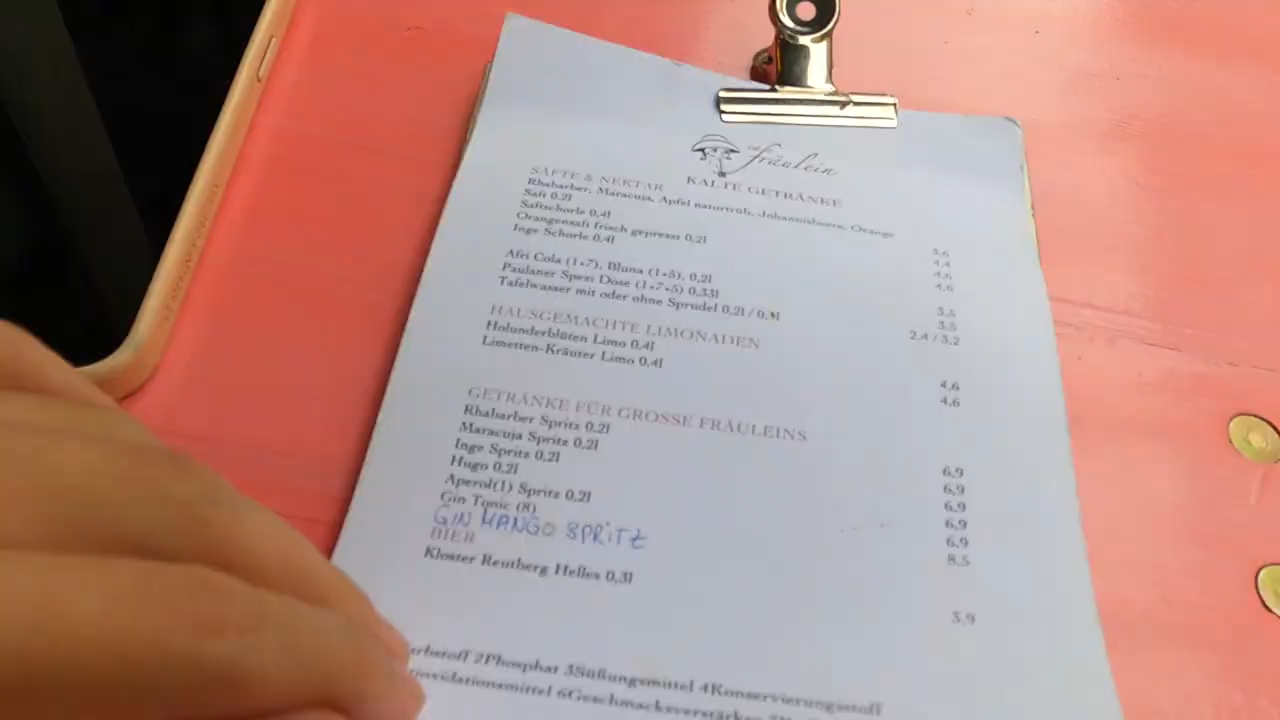 fräulein
KALTE GETRÄNKE
SÄFTE & NEKTAR
Rhabarber, Maracuja, Apfel naturtrüb, Johannisbeere, Orange
Saft 0,2l 3,6
Saftschorle 0,4l 4,4
Orangensaft frisch gepresst 0,2l 4,6
Inge Schorle 0,4l 4,6
Afri Cola (1+7), Bluna (1+5), 0,2l 3,5
Paulaner Spezi Dose (1+7+5) 0,33l 3,5
Tafelwasser mit oder ohne Sprudel 0,2l / 0,4l 2,4 / 3,2
HAUSGEMACHTE LIMONADEN
Holunderblüten Limo 0,4l 4,6
Limetten-Kräuter Limo 0,4l 4,6
GETRÄNKE FÜR GROSSE FRÄULEINS
Rhabarber Spritz 0,2l 6,9
Maracuja Spritz 0,2l 6,9
Inge Spritz 0,2l 6,9
Hugo 0,2l 6,9
Aperol(1) Spritz 0,2l 6,9
Gin Tonic (8) 8,5
GIN MANGO SPRITZ
BIER
Kloster Reutberg Helles 0,3l 3,9
arbstoff 2Phosphat 3Süßungsmittel 4Konservierungsstoff
tioxidationsmittel 6Geschmacksverstärker